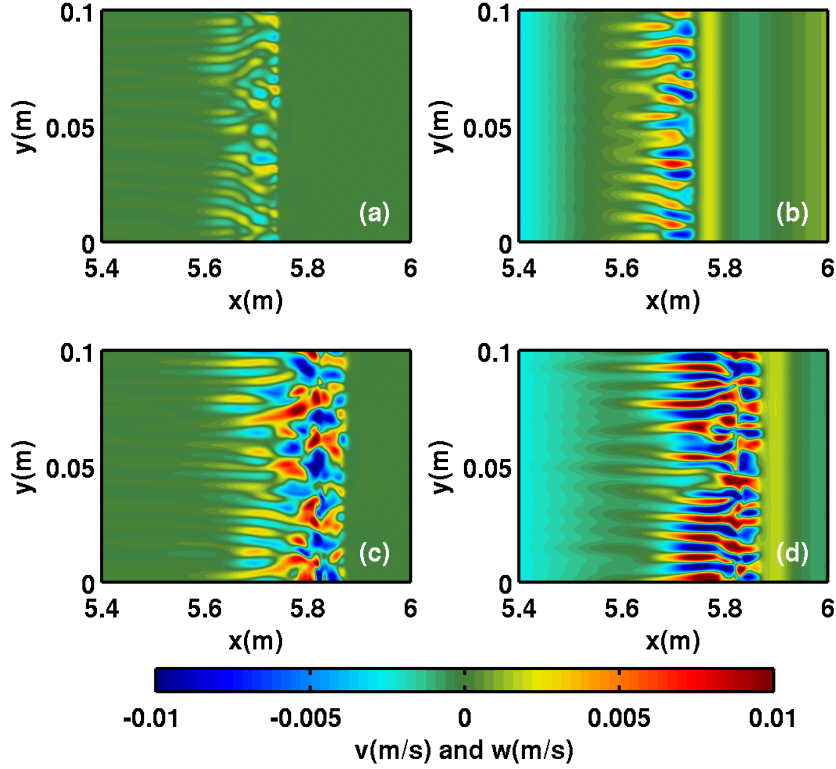 0.1
0.05
0
y(m)
(a)
5.4 5.6 5.8 6
x(m)
0.1
0.05
0
y(m)
(b)
5.4 5.6 5.8 6
x(m)
0.1
0.05
0
y(m)
(c)
5.4 5.6 5.8 6
x(m)
0.1
0.05
0
y(m)
(d)
5.4 5.6 5.8 6
x(m)
-0.01 -0.005 0 0.005 0.01
v(m/s) and w(m/s)